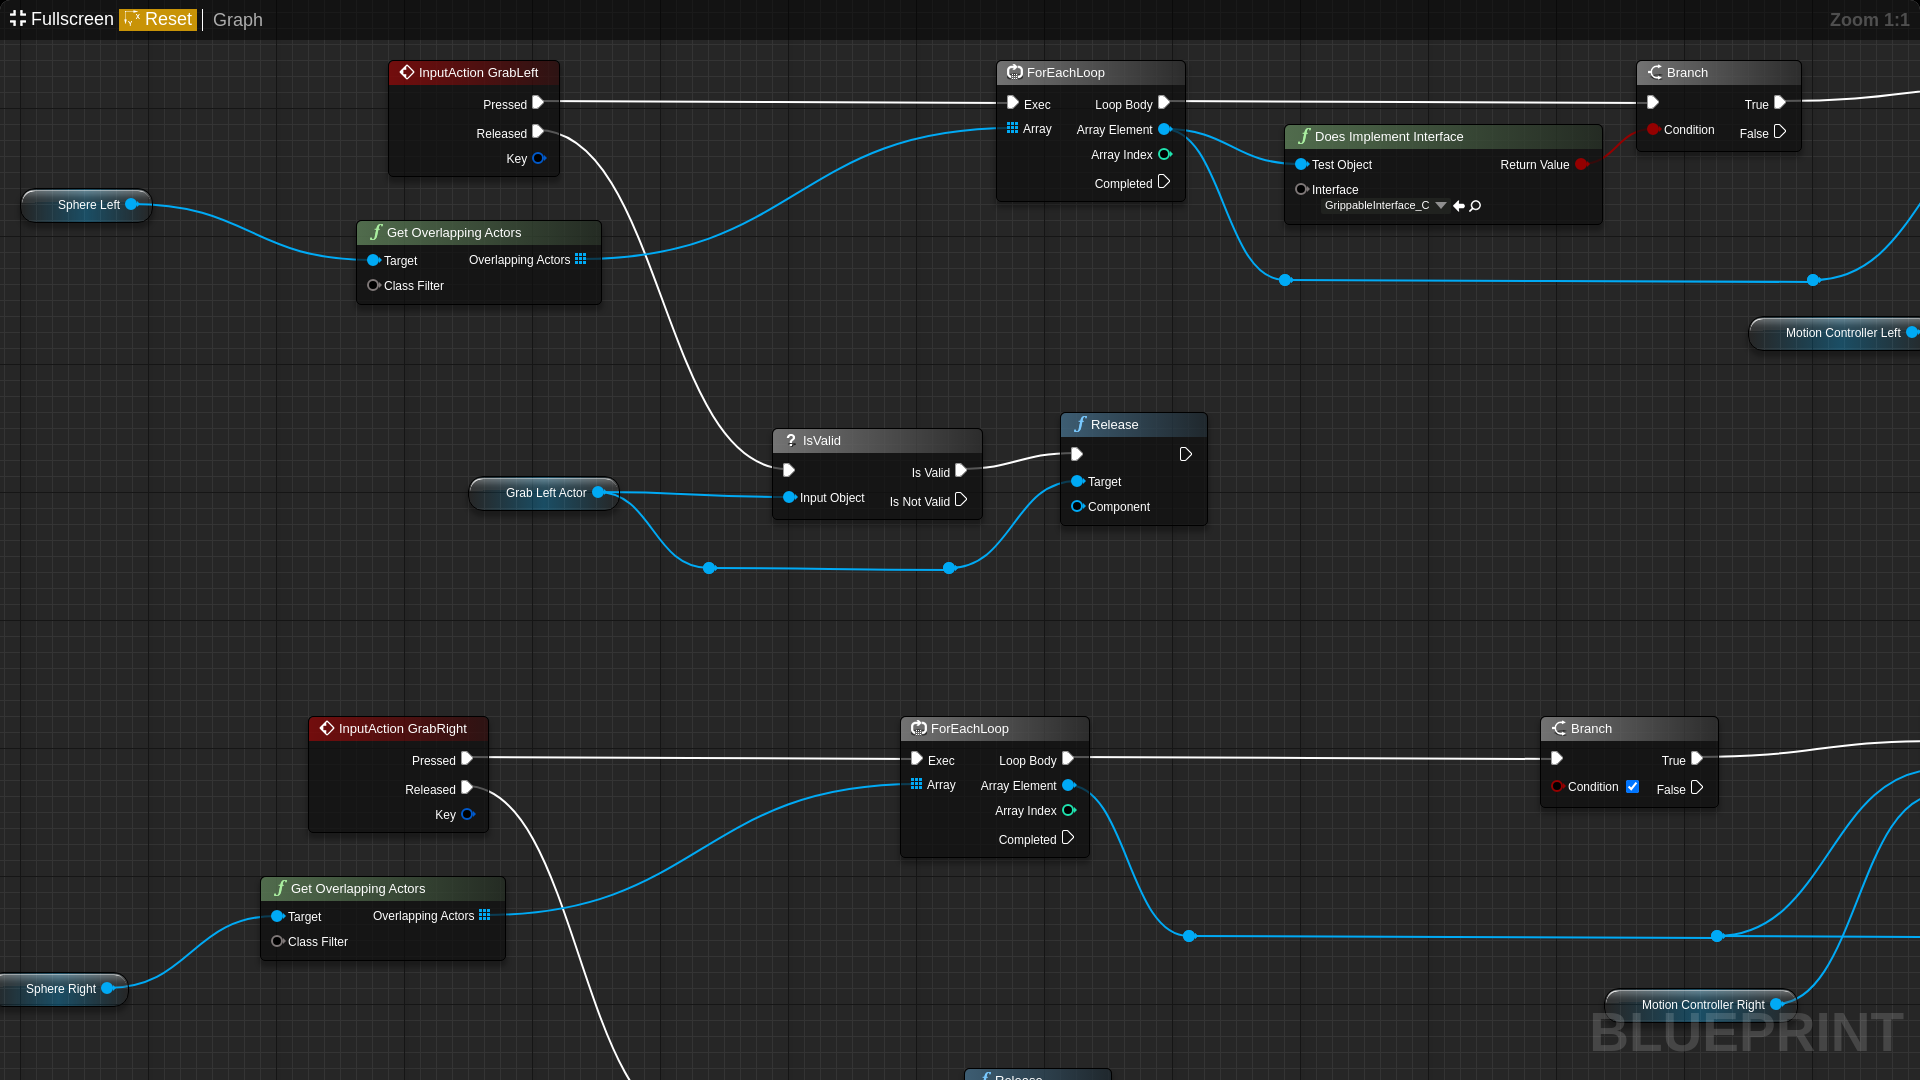 Fullscreen Reset Graph Zoom 1:1
InputAction GrabLeft
Pressed
Released
Key
ForEachLoop
Exec Loop Body
Array Array Element
Array Index
Completed
Branch
True
Condition
False
Does Implement Interface
Test Object Return Value
Interface
GrippableInterface_C
Sphere Left
Get Overlapping Actors
Target Overlapping Actors
Class Filter
Motion Controller Left
IsValid
Is Valid
Input Object
Is Not Valid
Release
Target
Component
Grab Left Actor
InputAction GrabRight
Pressed
Released
Key
ForEachLoop
Exec Loop Body
Array Array Element
Array Index
Completed
Branch
True
Condition
False
Get Overlapping Actors
Target Overlapping Actors
Class Filter
Sphere Right
Motion Controller Right
BLUEPRINT
Release